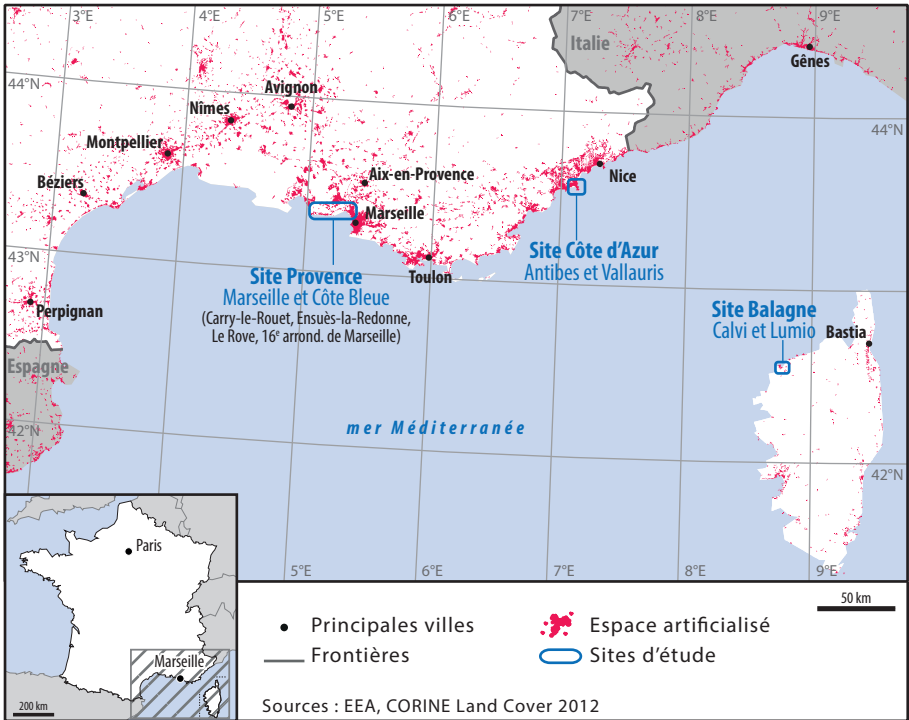 3°E
4°E
5°E
6°E
7°E
8°E
9°E
Italie
Gênes
44°N
Avignon
Nîmes
44°N
Montpellier
Béziers
Aix-en-Provence
Nice
Marseille
43°N
Site Côte d'Azur
Antibes et Vallauris
Toulon
Site Provence
Marseille et Côte Bleue
(Carry-le-Rouet, Ensuès-la-Redonne,
Le Rove, 16e arrond. de Marseille)
43°N
Perpignan
Site Balagne
Calvi et Lumio
Bastia
Espagne
mer Méditerranée
42°N
42°N
3°E
5°E
6°E
7°E
8°E
9°E
Paris
Marseille
200 km
50 km
Principales villes
Espace artificialisé
Frontières
Sites d'étude
Sources : EEA, CORINE Land Cover 2012